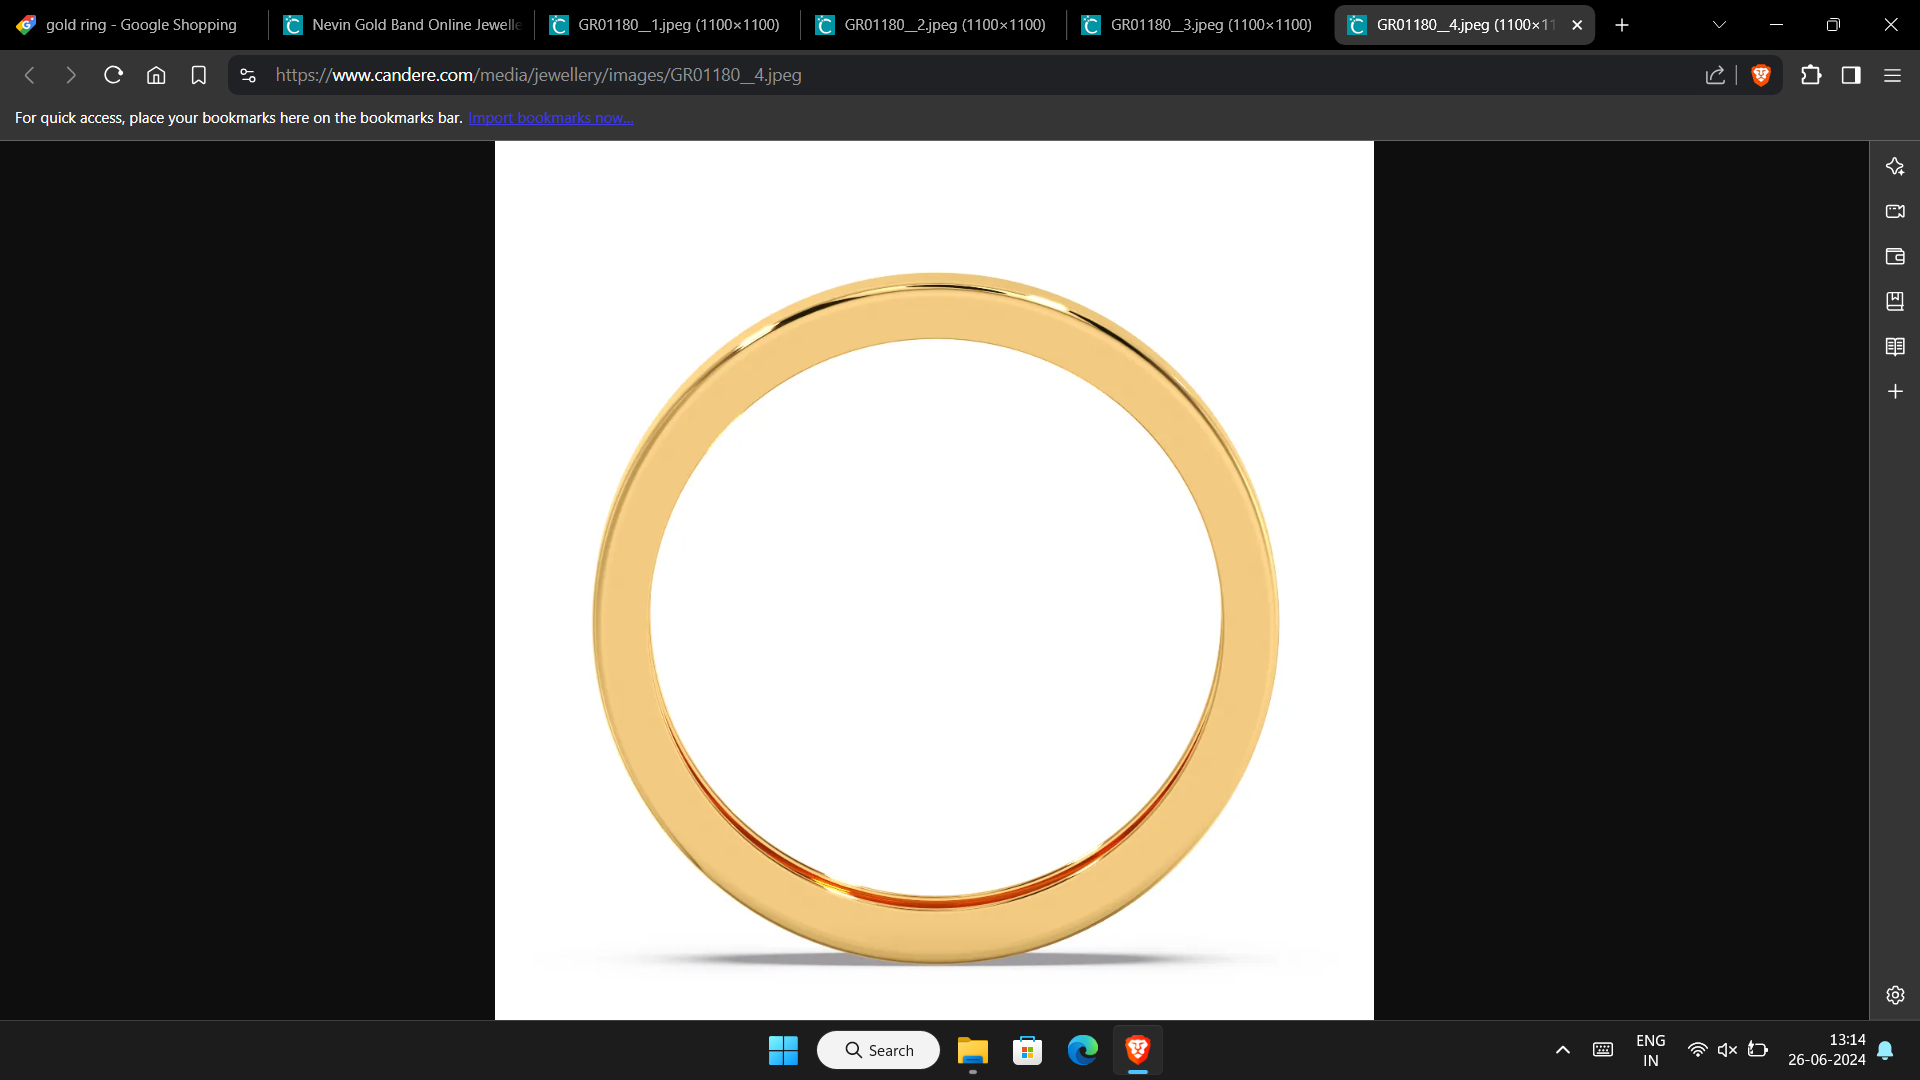 gold ring - Google Shopping
Nevin Gold Band Online Jewelle
GR01180__1.jpeg (1100×1100)
GR01180__2.jpeg (1100×1100)
GR01180__3.jpeg (1100×1100)
GR01180__4.jpeg (1100×11
https://www.candere.com/media/jewellery/images/GR01180__4.jpeg
For quick access, place your bookmarks here on the bookmarks bar. Import bookmarks now...
Search
ENG
IN
13:14
26-06-2024